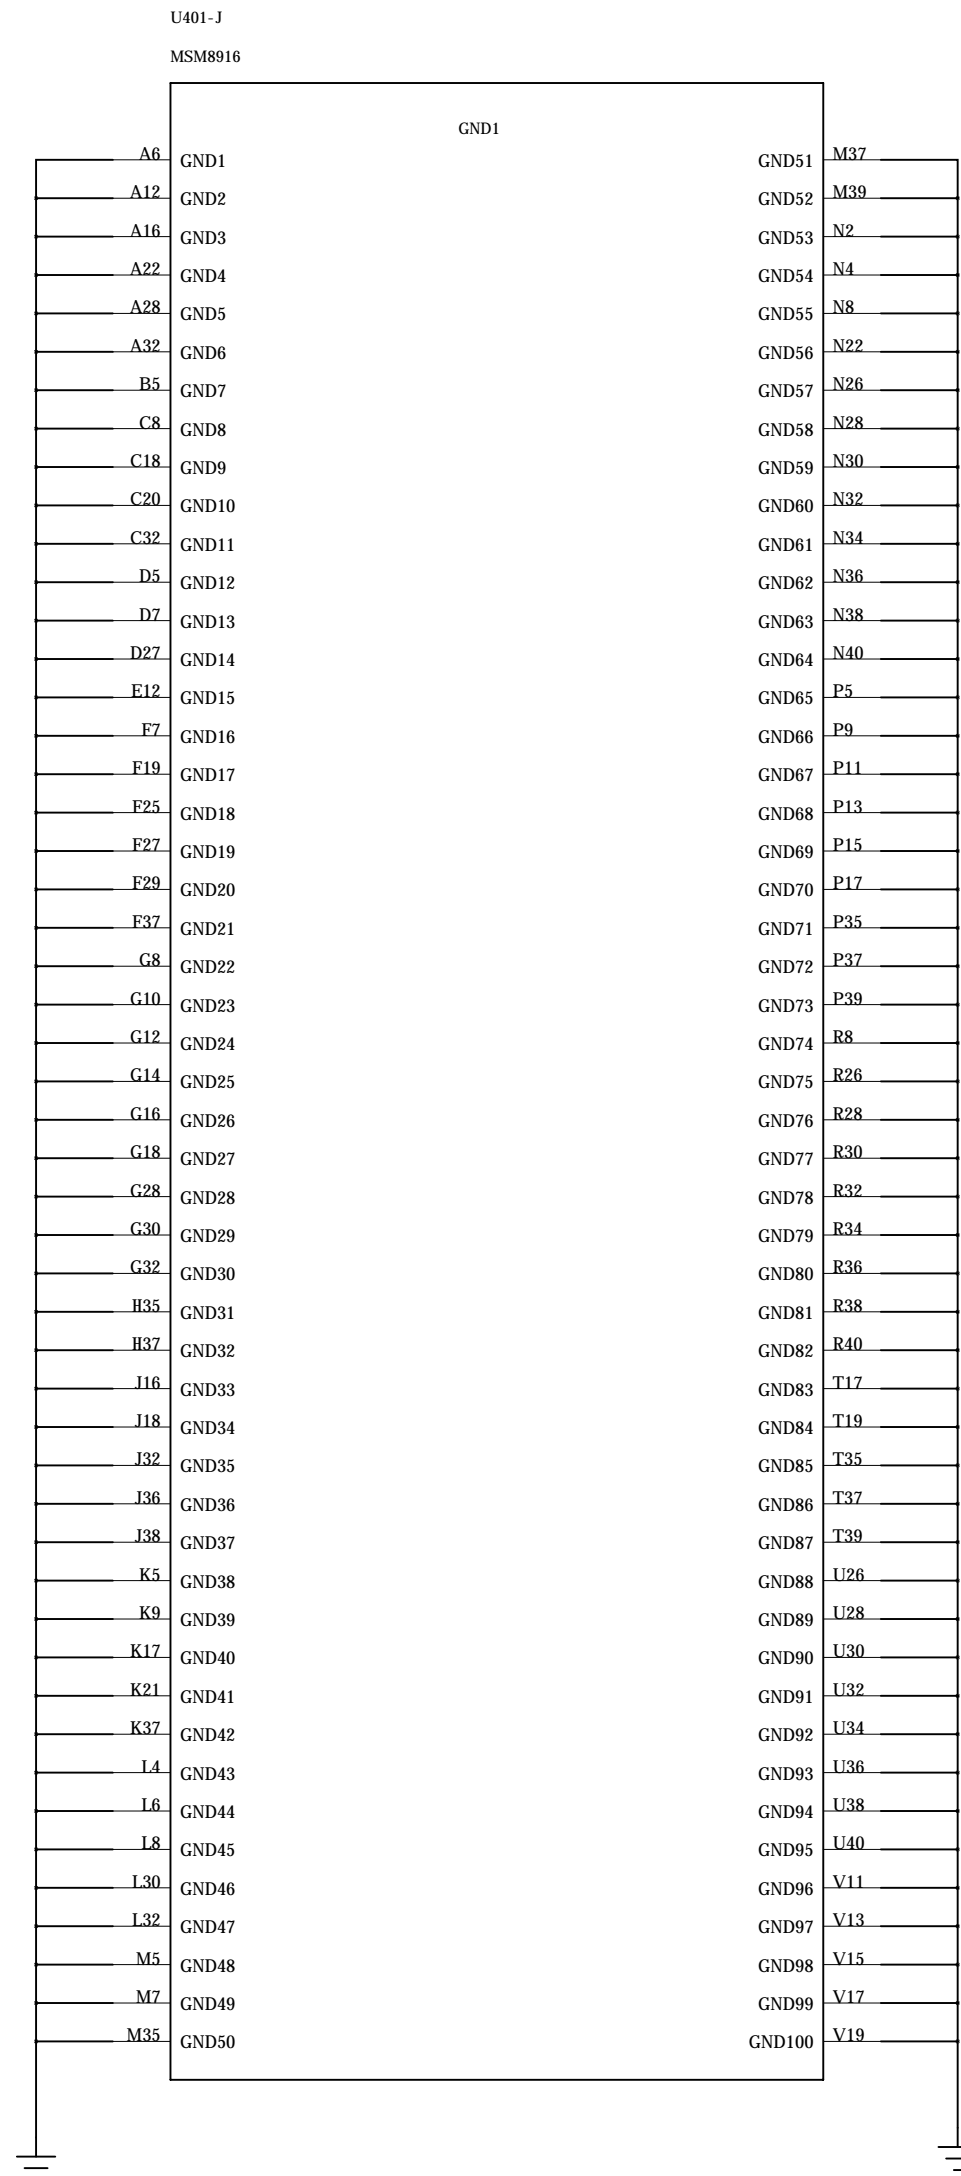 U401-J
MSM8916
GND1
A6 GND1 GND51 M37
A12 GND2 GND52 M39
A16 GND3 GND53 N2
A22 GND4 GND54 N4
A28 GND5 GND55 N8
A32 GND6 GND56 N22
B5 GND7 GND57 N26
C8 GND8 GND58 N28
C18 GND9 GND59 N30
C20 GND10 GND60 N32
C32 GND11 GND61 N34
D5 GND12 GND62 N36
D7 GND13 GND63 N38
D27 GND14 GND64 N40
E12 GND15 GND65 P5
F7 GND16 GND66 P9
F19 GND17 GND67 P11
F25 GND18 GND68 P13
F27 GND19 GND69 P15
F29 GND20 GND70 P17
F37 GND21 GND71 P35
G8 GND22 GND72 P37
G10 GND23 GND73 P39
G12 GND24 GND74 R8
G14 GND25 GND75 R26
G16 GND26 GND76 R28
G18 GND27 GND77 R30
G28 GND28 GND78 R32
G30 GND29 GND79 R34
G32 GND30 GND80 R36
H35 GND31 GND81 R38
H37 GND32 GND82 R40
J16 GND33 GND83 T17
J18 GND34 GND84 T19
J32 GND35 GND85 T35
J36 GND36 GND86 T37
J38 GND37 GND87 T39
K5 GND38 GND88 U26
K9 GND39 GND89 U28
K17 GND40 GND90 U30
K21 GND41 GND91 U32
K37 GND42 GND92 U34
L4 GND43 GND93 U36
L6 GND44 GND94 U38
L8 GND45 GND95 U40
L30 GND46 GND96 V11
L32 GND47 GND97 V13
M5 GND48 GND98 V15
M7 GND49 GND99 V17
M35 GND50 GND100 V19